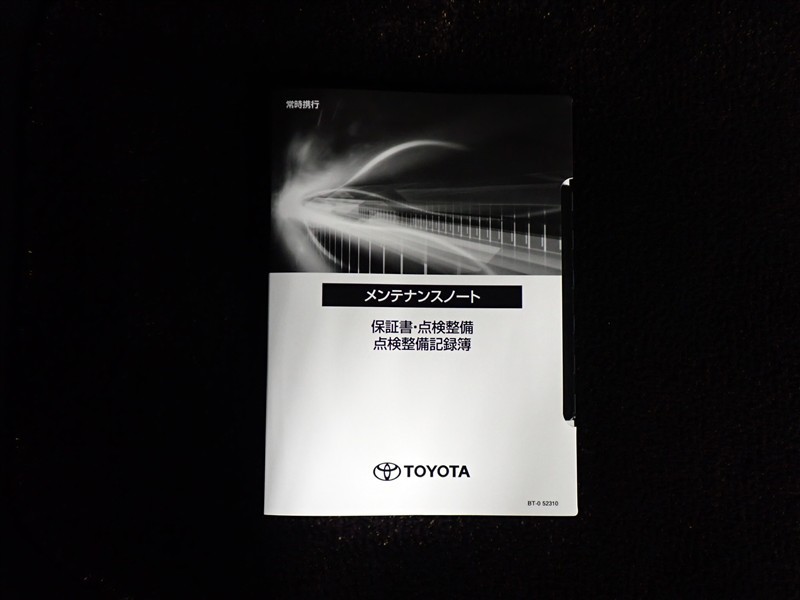 常時携行
メンテナンスノート
保証書・点検整備
点検整備記録簿
TOYOTA
BT-0 52310